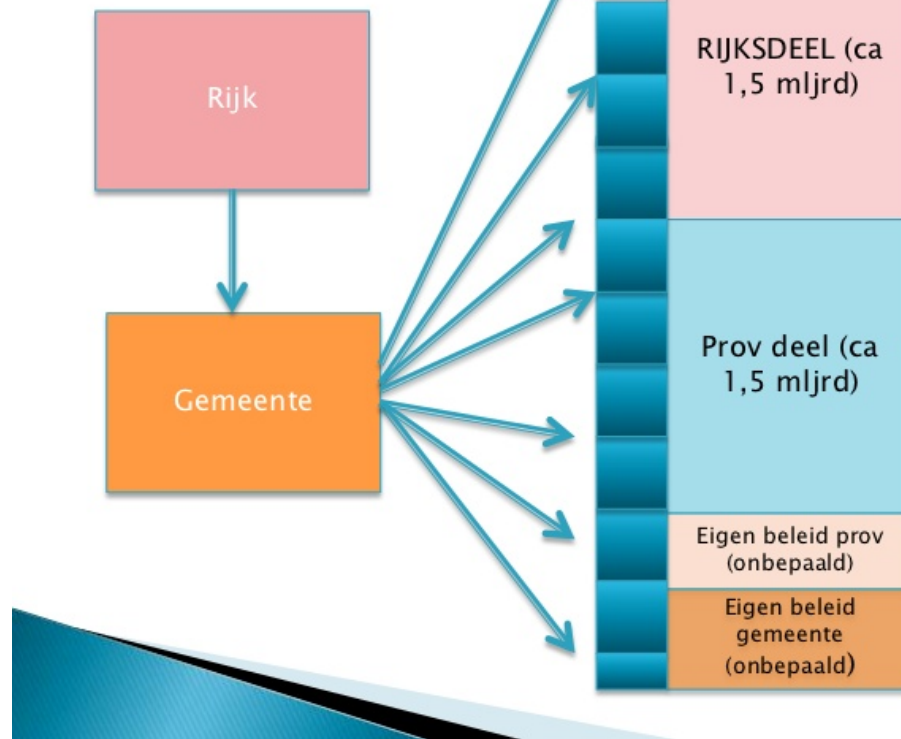 Rijk
Gemeente
RIJKSDEEL (ca
1,5 mljrd)
Prov deel (ca
1,5 mljrd)
Eigen beleid prov
(onbepaald)
Eigen beleid
gemeente
(onbepaald)